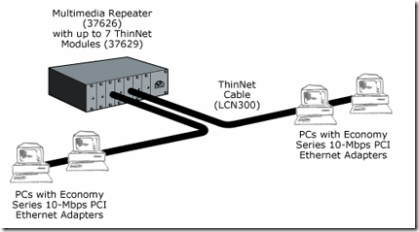 Multimedia Repeater
(37626)
with up to 7 ThinNet
Modules (37629)
ThinNet
Cable
(LCN300)
PCs with Economy
Series 10-Mbps PCI
Ethernet Adapters
PCs with Economy
Series 10-Mbps PCI
Ethernet Adapters